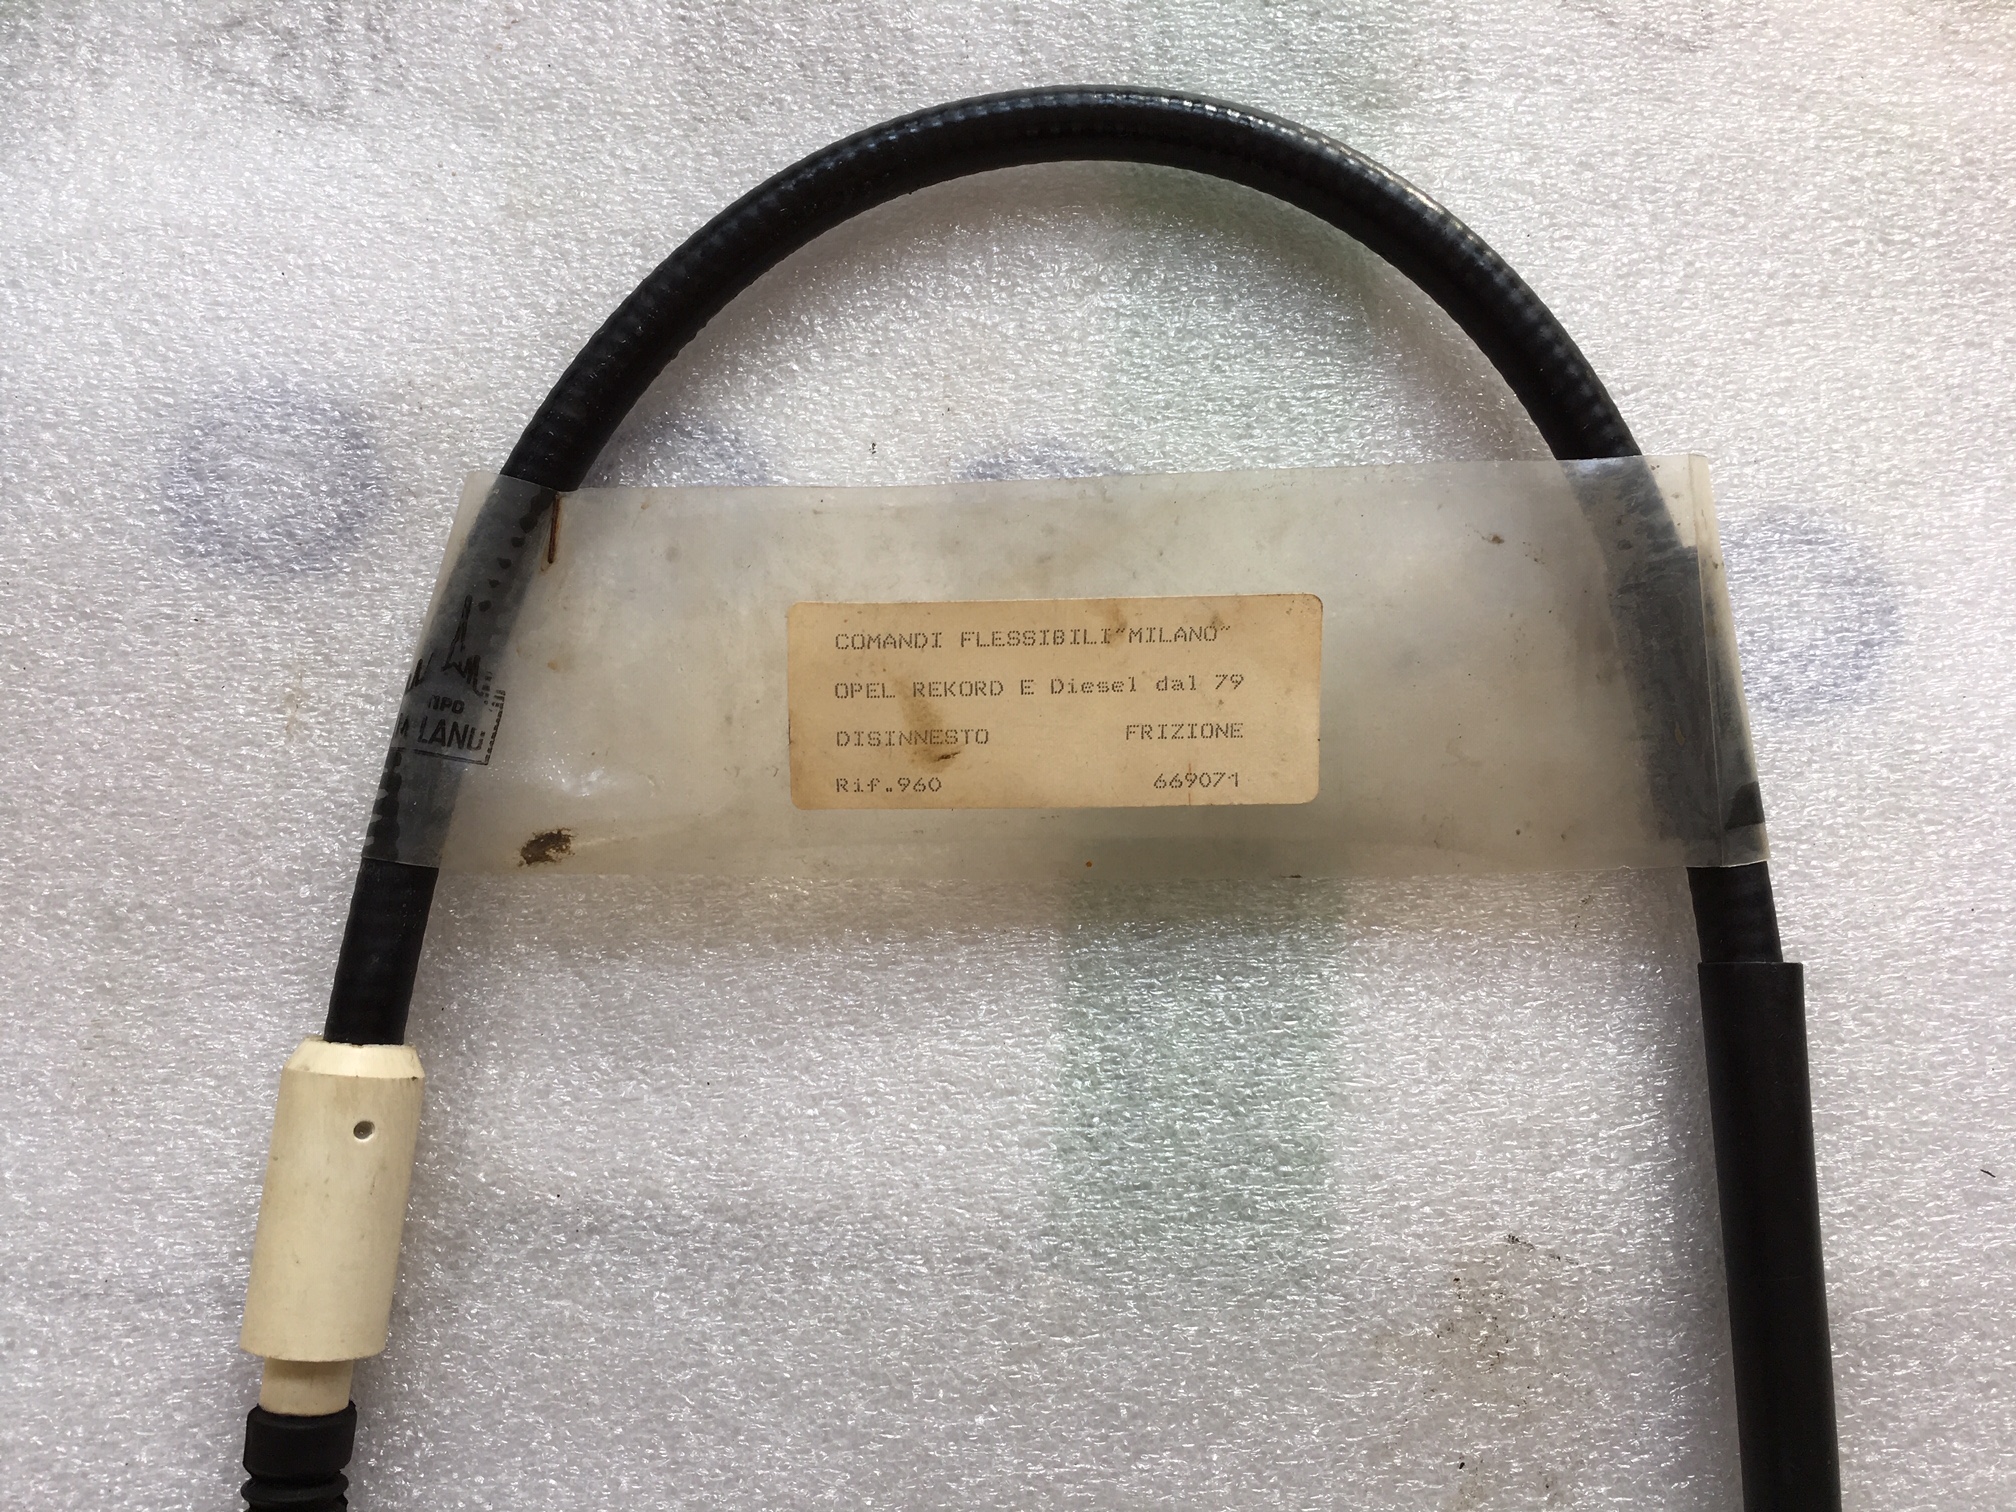 COMANDI FLESSIBILI"MILANO"
OPEL REKORD E Diesel dal 79
DISINNESTO FRIZIONE
Rif.960 669071